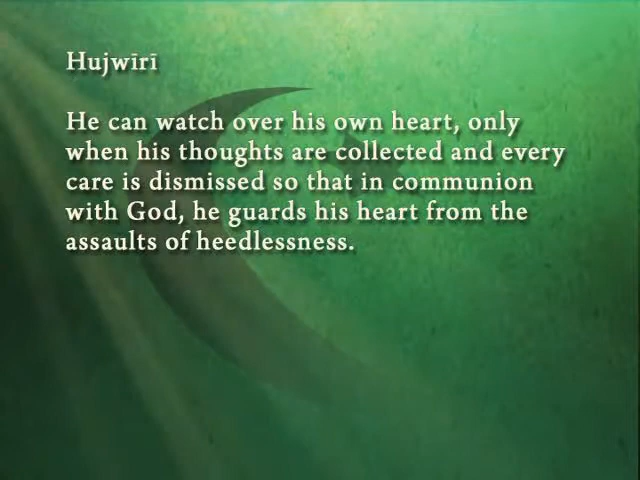 Hujwīrī
He can watch over his own heart, only
when his thoughts are collected and every
care is dismissed so that in communion
with God, he guards his heart from the
assaults of heedlessness.